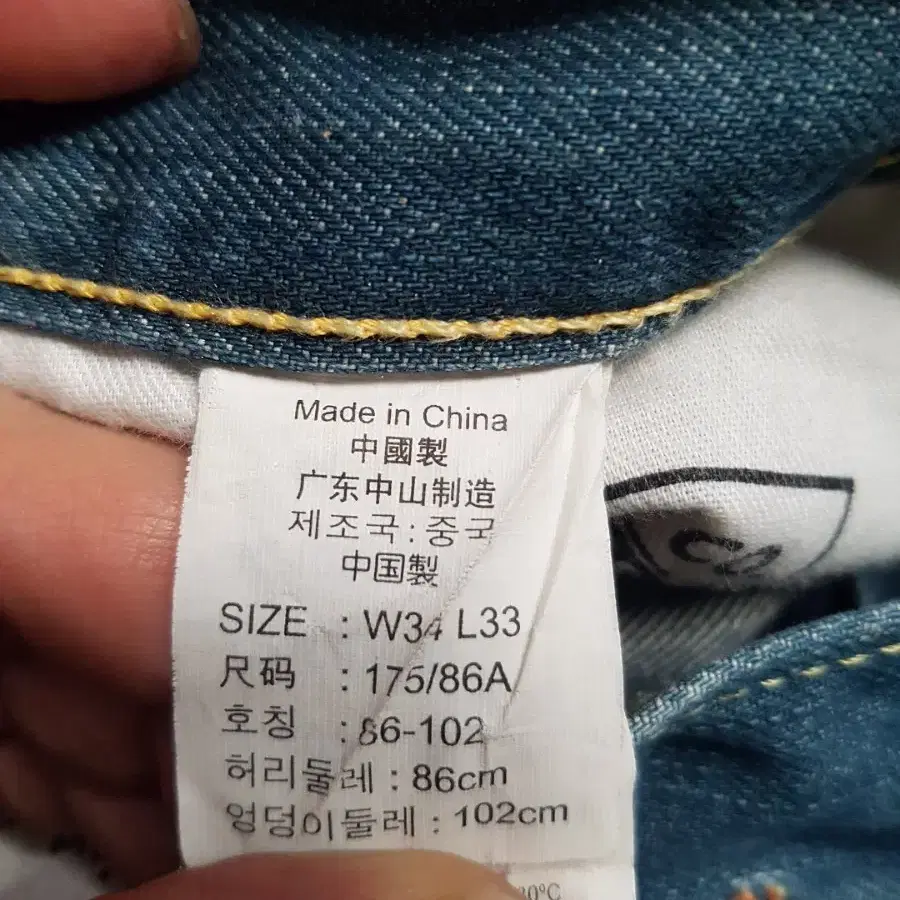 Made in China
中國製
广东中山制造
제조국: 중국
中国製
SIZE : W34 L33
尺码 : 175/86A
호칭 : 86-102
허리둘레 : 86cm
엉덩이둘레 : 102cm